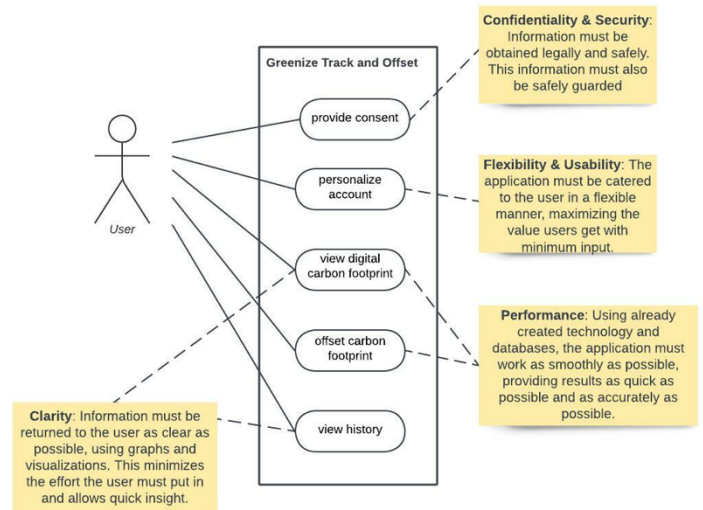 Confidentiality & Security:
Information must be
obtained legally and safely.
This information must also
be safely guarded
Greenize Track and Offset
provide consent
personalize
account
Flexibility & Usability: The
application must be catered
to the user in a flexible
manner, maximizing the
value users get with
minimum input.
User
view digital
carbon footprint
offset carbon
footprint
Performance: Using already
created technology and
databases, the application must
work as smoothly as possible,
providing results as quick as
possible and as accurately as
possible.
view history
Clarity: Information must be
returned to the user as clear as
possible, using graphs and
visualizations. This minimizes
the effort the user must put in
and allows quick insight.